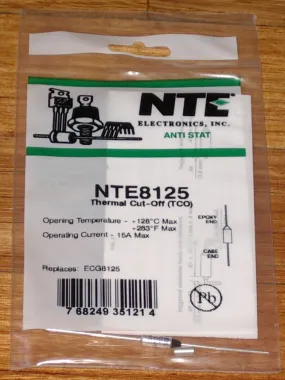 NTE
ELECTRONICS, INC.
ANTI STAT
NTE8125
Thermal Cut-Off (TCO)
Opening Temperature - +128°C Max
+263°F Max
Operating Current - 15A Max
EPOXY
END
CASE
END
Replaces: ECG8125
Pb
7 68249 35121 4